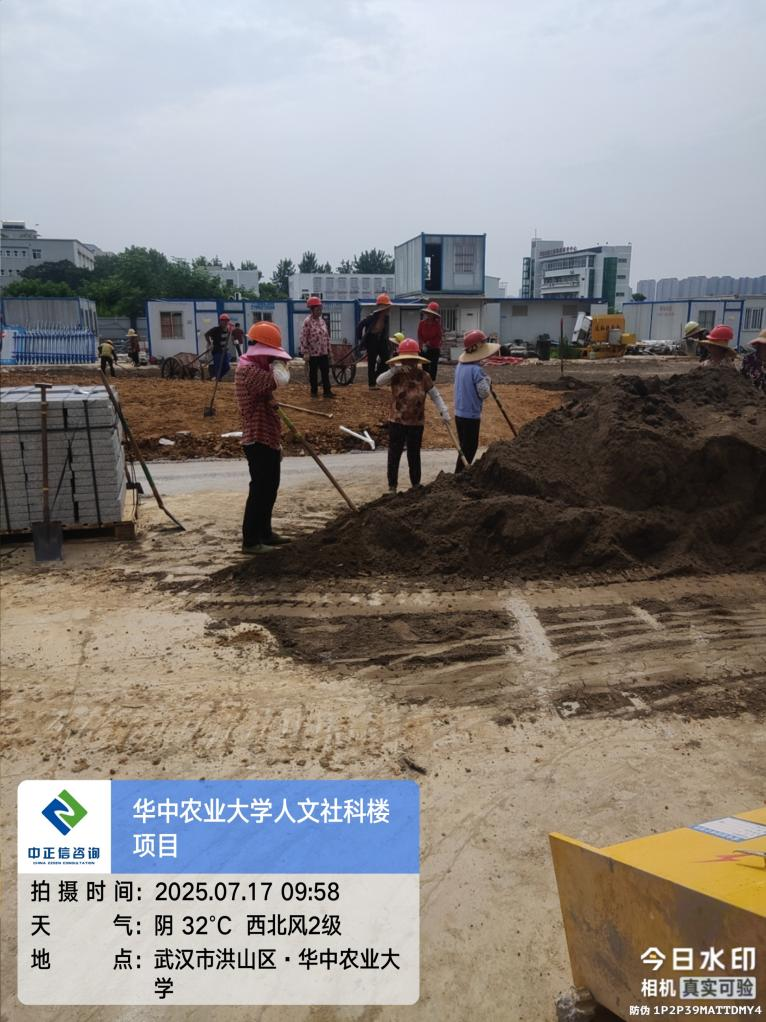 华中农业大学人文社科楼
项目
中正信咨询
CHINA ZZXIN CONSULTATION
拍摄时间：2025.07.17 09:58
天气：阴 32℃ 西北风2级
地点：武汉市洪山区·华中农业大
学
今日水印
相机 真实可验
防伪 1P2P39MATTDMY4